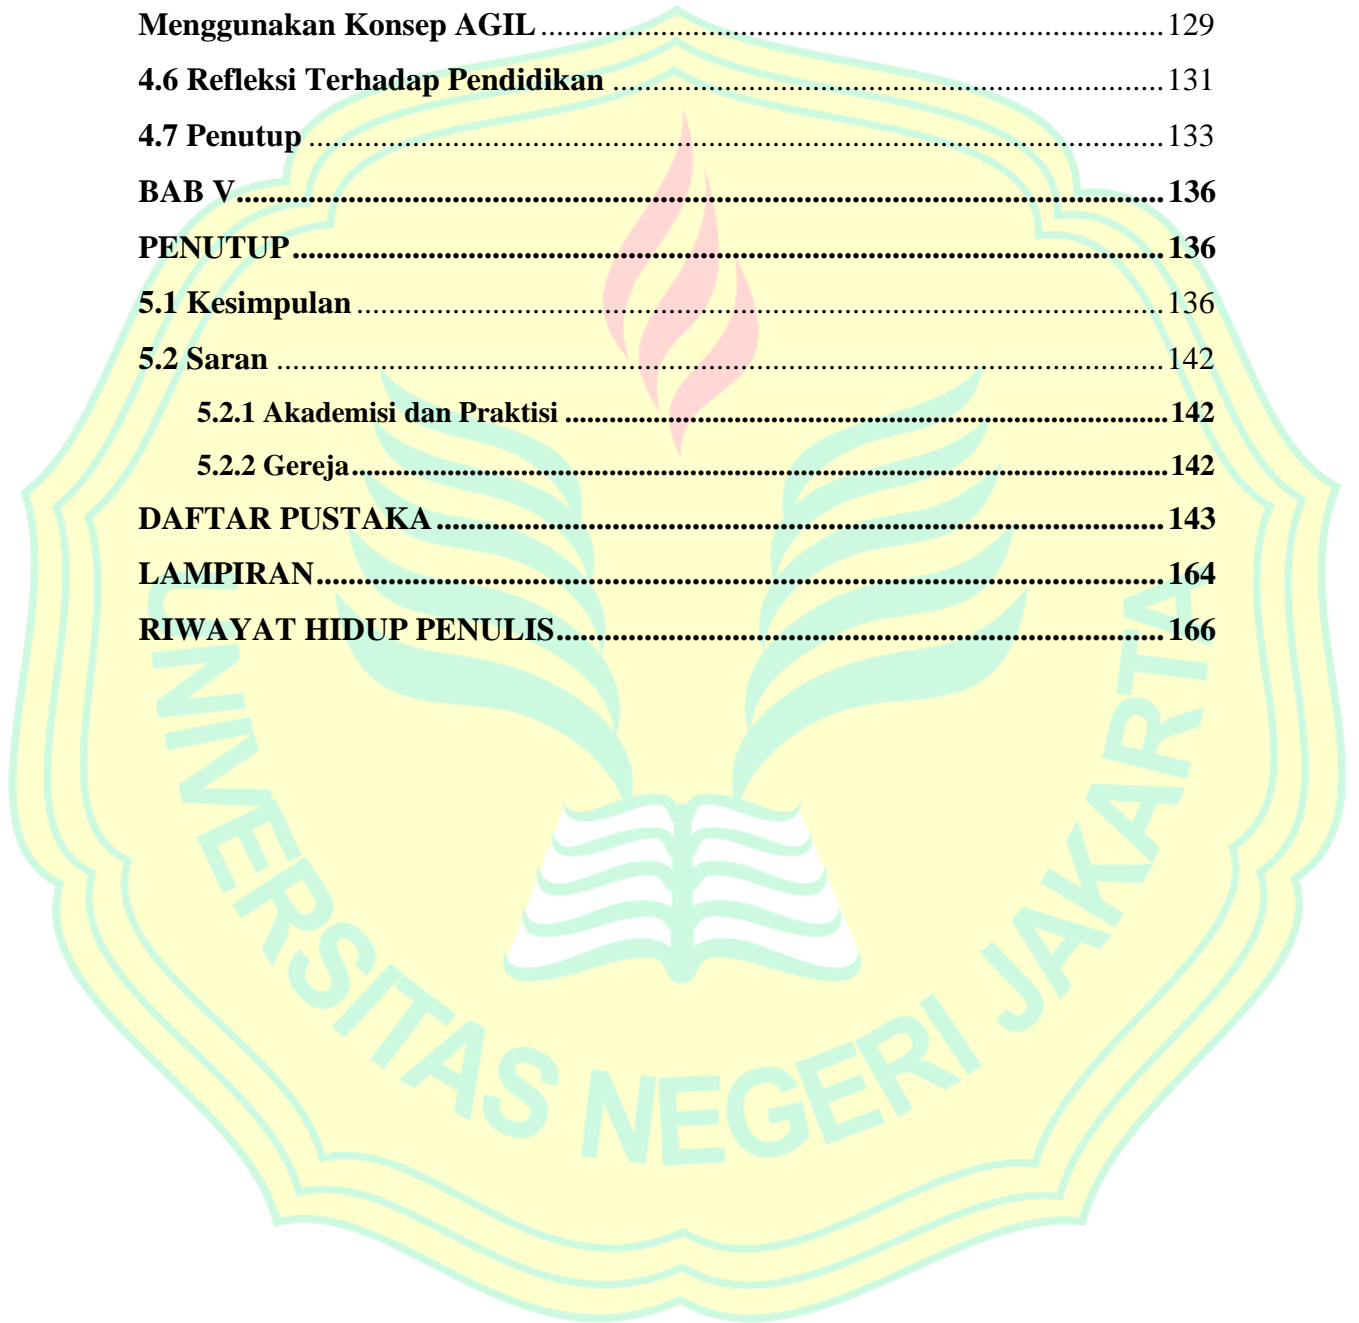 Menggunakan Konsep AGIL ........................................ 129
4.6 Refleksi Terhadap Pendidikan ........................................ 131
4.7 Penutup ........................................ 133
BAB V ........................................ 136
PENUTUP ........................................ 136
5.1 Kesimpulan ........................................ 136
5.2 Saran ........................................ 142
5.2.1 Akademisi dan Praktisi ........................................ 142
5.2.2 Gereja ........................................ 142
DAFTAR PUSTAKA ........................................ 143
LAMPIRAN ........................................ 164
RIWAYAT HIDUP PENULIS ........................................ 166
UNIVERSITAS NEGERI JAKARTA